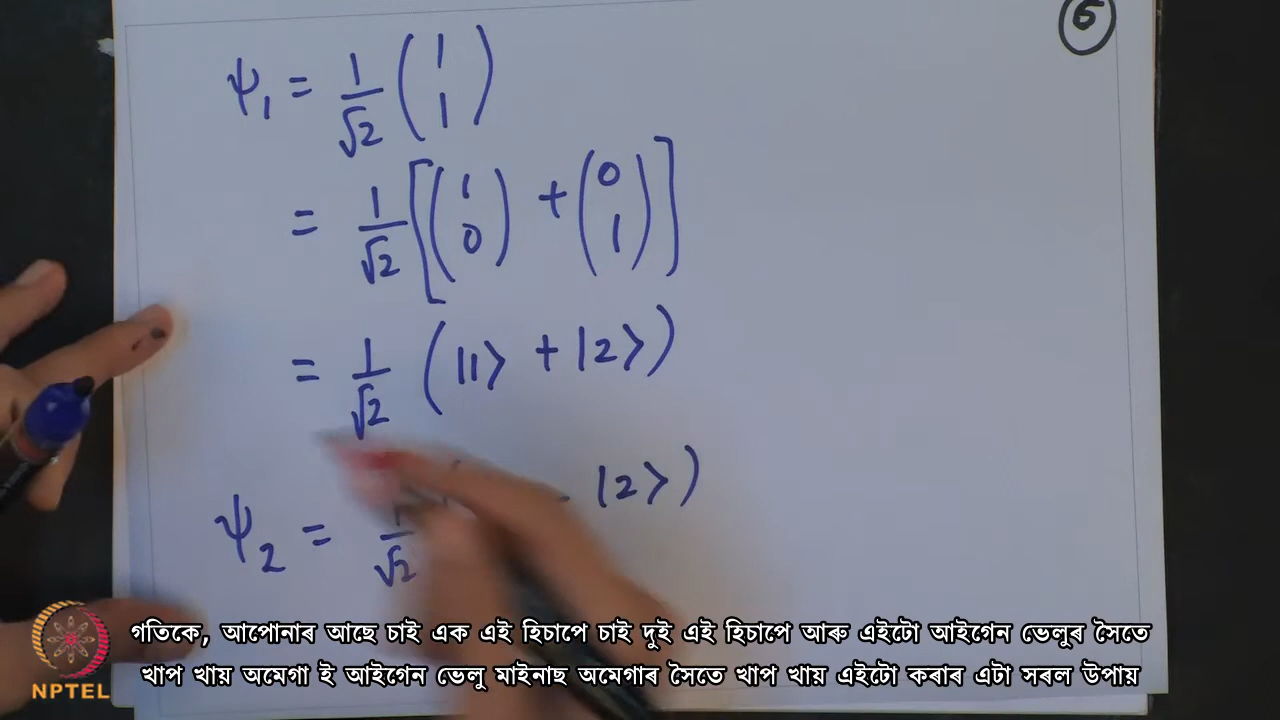 6
ψ₁ = 1/√2 (1 1)
= 1/√2 [(1 0) + (0 1)]
= 1/√2 (|1⟩ + |2⟩)
ψ₂ = 1/√2 |2⟩)
গতিকে, আপোনাৰ আছে চাই এক এই হিচাপে চাই দুই এই হিচাপে আৰু এইটো আইগেন ভেলুৰ সৈতে
খাপ খায় অমেগা ই আইগেন ভেলু মাইনাছ অমেগাৰ সৈতে খাপ খায় এইটো কৰাৰ এটা সৰল উপায়
NPTEL